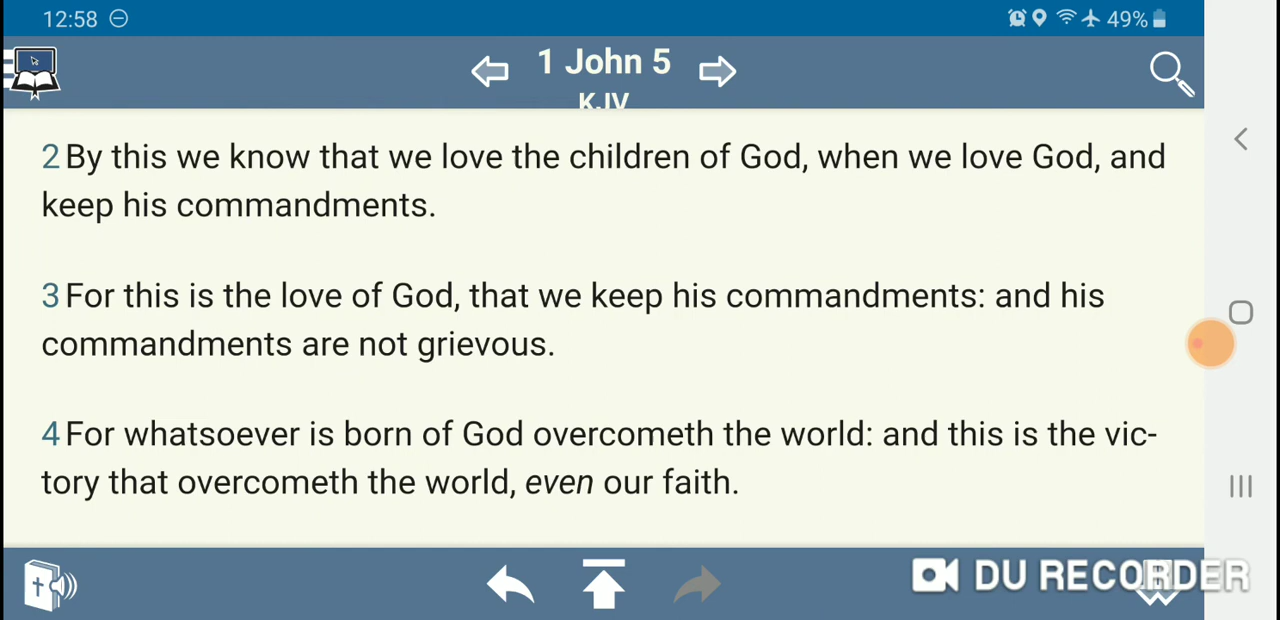 12:58 49%
1 John 5
KJV
2 By this we know that we love the children of God, when we love God, and
keep his commandments.
3 For this is the love of God, that we keep his commandments: and his
commandments are not grievous.
4 For whatsoever is born of God overcometh the world: and this is the vic-
tory that overcometh the world, even our faith.
DU RECORDER